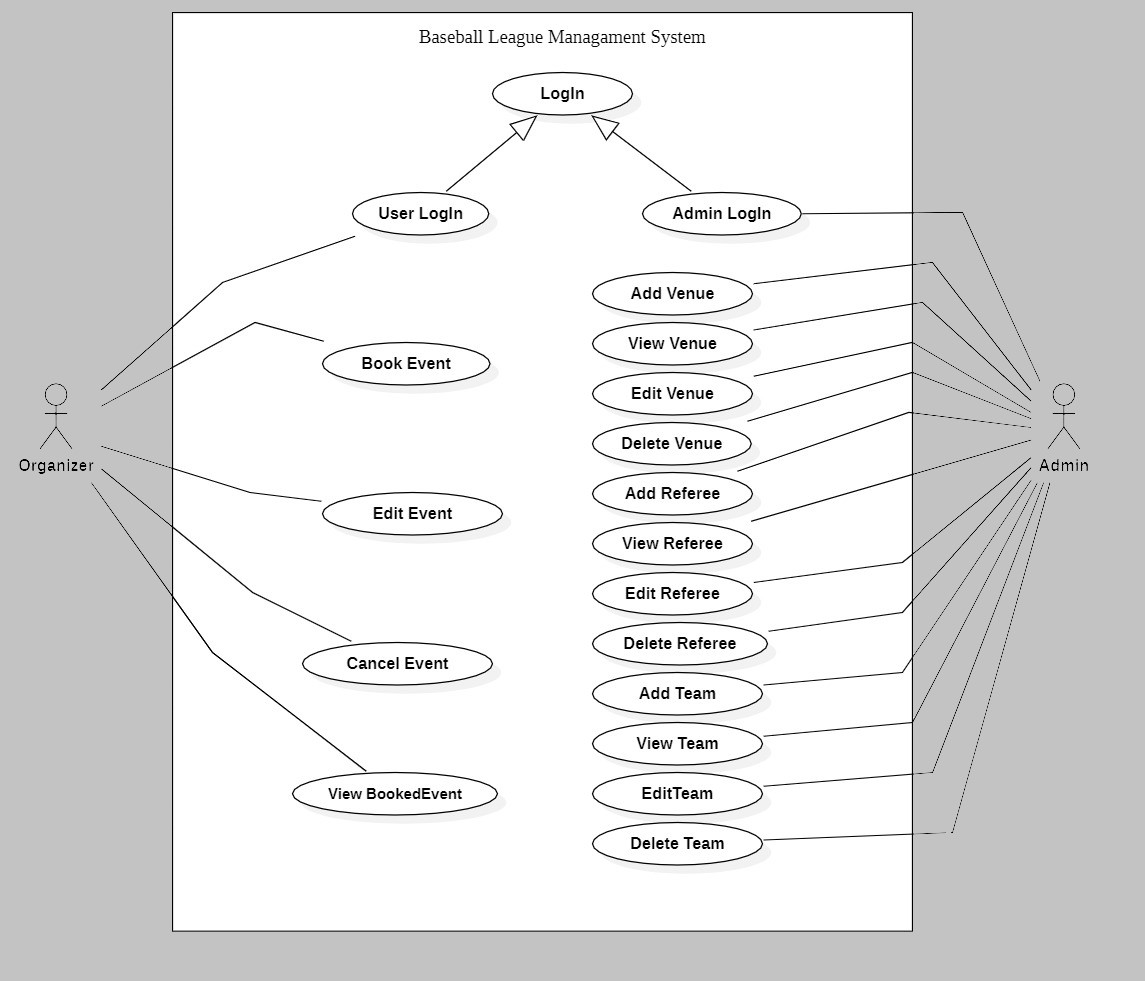 Baseball League Managament System
LogIn
User LogIn
Admin LogIn
Add Venue
View Venue
Book Event
Edit Venue
Delete Venue
Organizer
Admin
Add Referee
Edit Event
View Referee
Edit Referee
Delete Referee
Cancel Event
Add Team
View Team
View BookedEvent
EditTeam
Delete Team